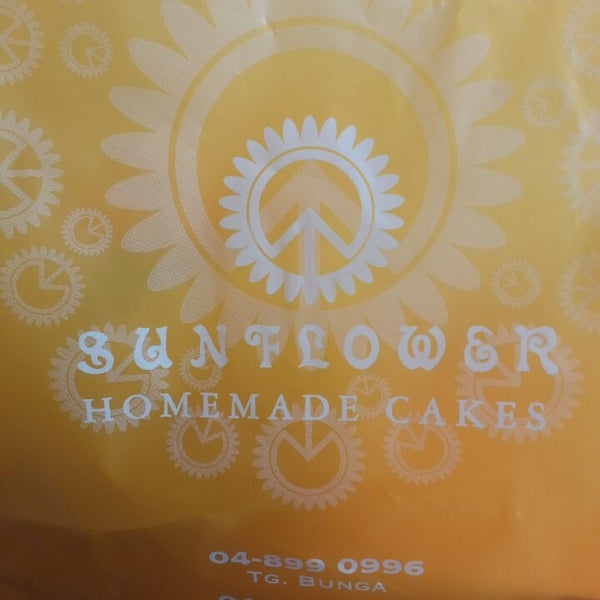 SUNFLOWER
HOMEMADE CAKES
04-899 0996
TG. BUNGA